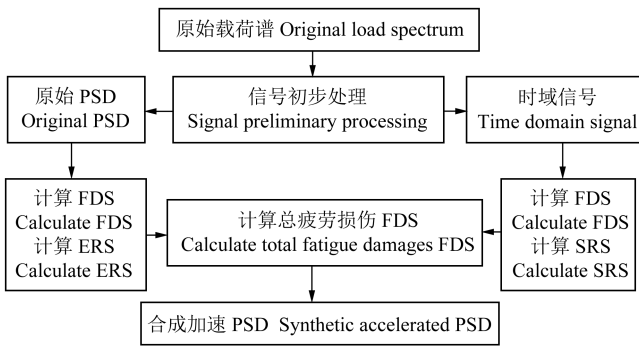 原始载荷谱 Original load spectrum
原始 PSD
Original PSD
信号初步处理
Signal preliminary processing
时域信号
Time domain signal
计算 FDS
Calculate FDS
计算 ERS
Calculate ERS
计算总疲劳损伤 FDS
Calculate total fatigue damages FDS
计算 FDS
Calculate FDS
计算 SRS
Calculate SRS
合成加速 PSD Synthetic accelerated PSD